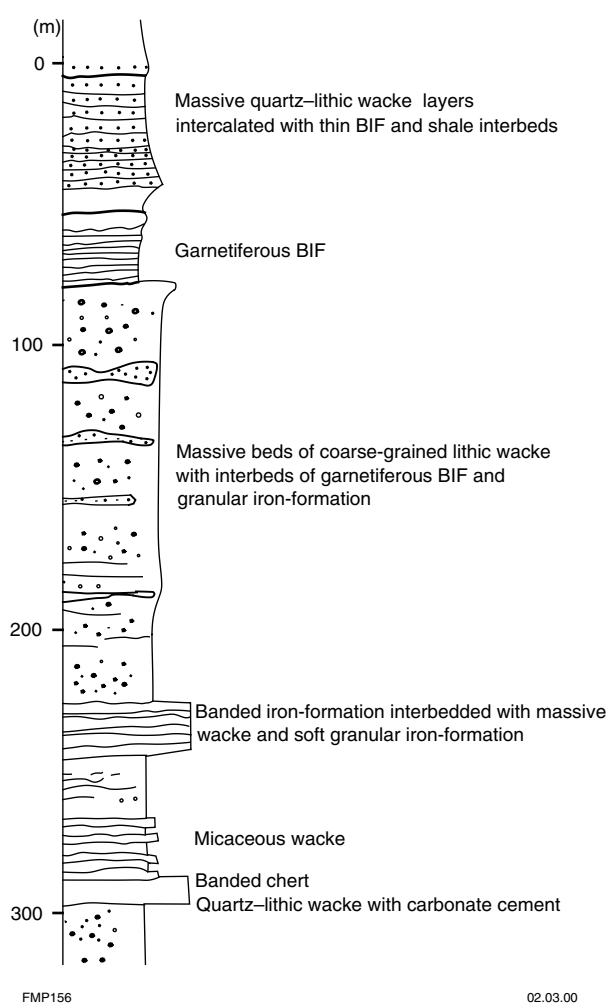 (m)
0
Massive quartz–lithic wacke layers
intercalated with thin BIF and shale interbeds
Garnetiferous BIF
100
Massive beds of coarse-grained lithic wacke
with interbeds of garnetiferous BIF and
granular iron-formation
200
Banded iron-formation interbedded with massive
wacke and soft granular iron-formation
Micaceous wacke
Banded chert
Quartz–lithic wacke with carbonate cement
300
FMP156
02.03.00